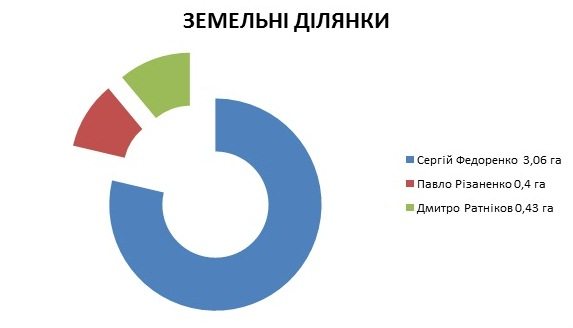 ЗЕМЕЛЬНІ ДІЛЯНКИ
Сергій Федоренко 3,06 га
Павло Різаненко 0,4 га
Дмитро Ратніков 0,43 га